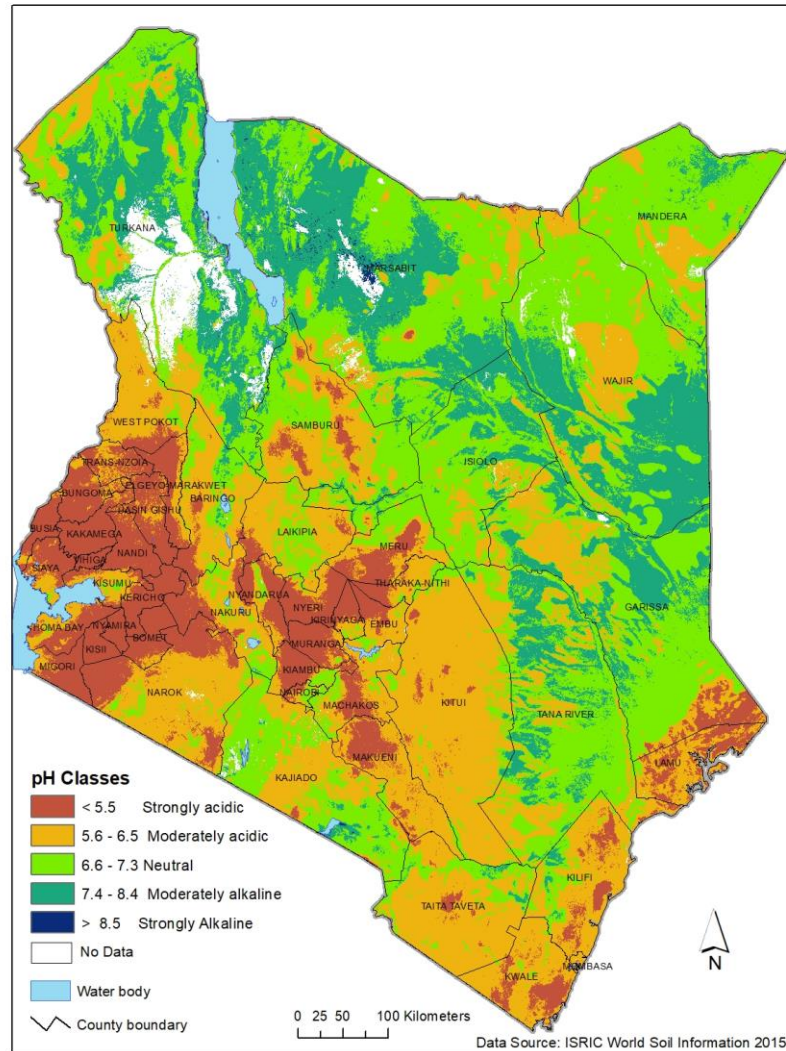 TURKANA
MANDERA
MARSABIT
WAJIR
WEST POKOT
SAMBURU
ISIOLO
TRANS-NZOIA
ELGEYO-MARAKWET
BUNGOMA
UASIN GISHU
BARINGO
BUSIA
KAKAMEGA
LAIKIPIA
MERU
NANDI
VIHIGA
SIAYA
KISUMU
THARAKA-NITHI
KERICHO
NYANDARUA
NYERI
KIRINYAGA
GARISSA
NAKURU
EMBU
HOMA BAY
NYAMIRA
BOMET
MURANGA
KISII
MIGORI
KIAMBU
NAROK
NAIROBI
MACHAKOS
KITUI
TANA RIVER
MAKUENI
LAMU
KAJIADO
KILIFI
TAITA TAVETA
KWALE
MOMBASA
pH Classes
< 5.5 Strongly acidic
5.6 - 6.5 Moderately acidic
6.6 - 7.3 Neutral
7.4 - 8.4 Moderately alkaline
> 8.5 Strongly Alkaline
No Data
Water body
County boundary
0 25 50 100 Kilometers
N
Data Source: ISRIC World Soil Information 2015